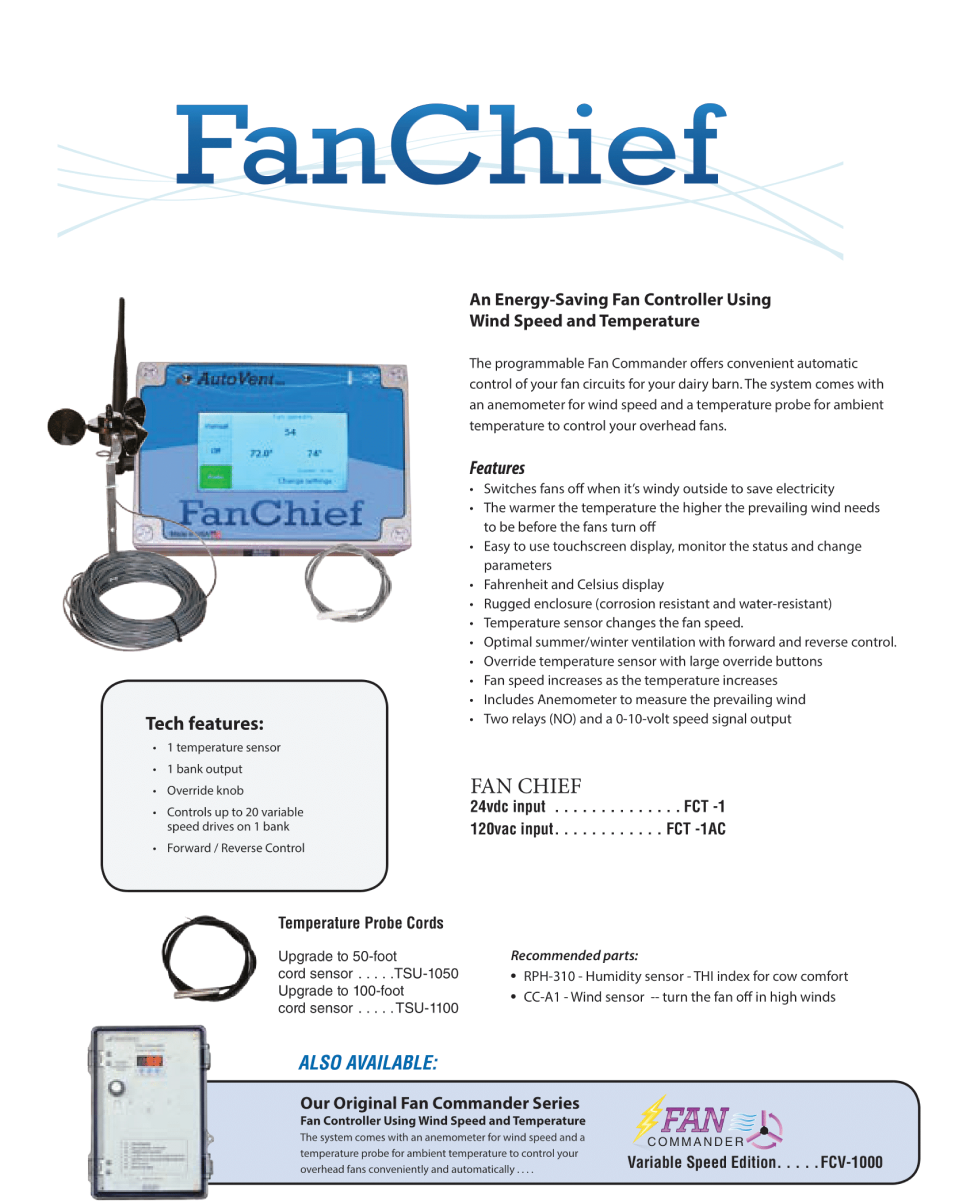 FanChief
An Energy-Saving Fan Controller Using
Wind Speed and Temperature
The programmable Fan Commander offers convenient automatic
control of your fan circuits for your dairy barn. The system comes with
an anemometer for wind speed and a temperature probe for ambient
temperature to control your overhead fans.
AutoVent
Manual
54
Off
72.0° 74°
Change settings
FanChief
Made in USA
Features
• Switches fans off when it's windy outside to save electricity
• The warmer the temperature the higher the prevailing wind needs
to be before the fans turn off
• Easy to use touchscreen display, monitor the status and change
parameters
• Fahrenheit and Celsius display
• Rugged enclosure (corrosion resistant and water-resistant)
• Temperature sensor changes the fan speed.
• Optimal summer/winter ventilation with forward and reverse control.
• Override temperature sensor with large override buttons
• Fan speed increases as the temperature increases
• Includes Anemometer to measure the prevailing wind
• Two relays (NO) and a 0-10-volt speed signal output
Tech features:
• 1 temperature sensor
• 1 bank output
• Override knob
• Controls up to 20 variable
speed drives on 1 bank
• Forward / Reverse Control
FAN CHIEF
24vdc input . . . . . . . . . . . . . . FCT -1
120vac input. . . . . . . . . . . . FCT -1AC
Temperature Probe Cords
Upgrade to 50-foot
cord sensor . . . . .TSU-1050
Upgrade to 100-foot
cord sensor . . . . . TSU-1100
Recommended parts:
• RPH-310 - Humidity sensor - THI index for cow comfort
• CC-A1 - Wind sensor -- turn the fan off in high winds
ALSO AVAILABLE:
Our Original Fan Commander Series
Fan Controller Using Wind Speed and Temperature
The system comes with an anemometer for wind speed and a
temperature probe for ambient temperature to control your
overhead fans conveniently and automatically . . . .
FAN
COMMANDER
Variable Speed Edition. . . . . FCV-1000